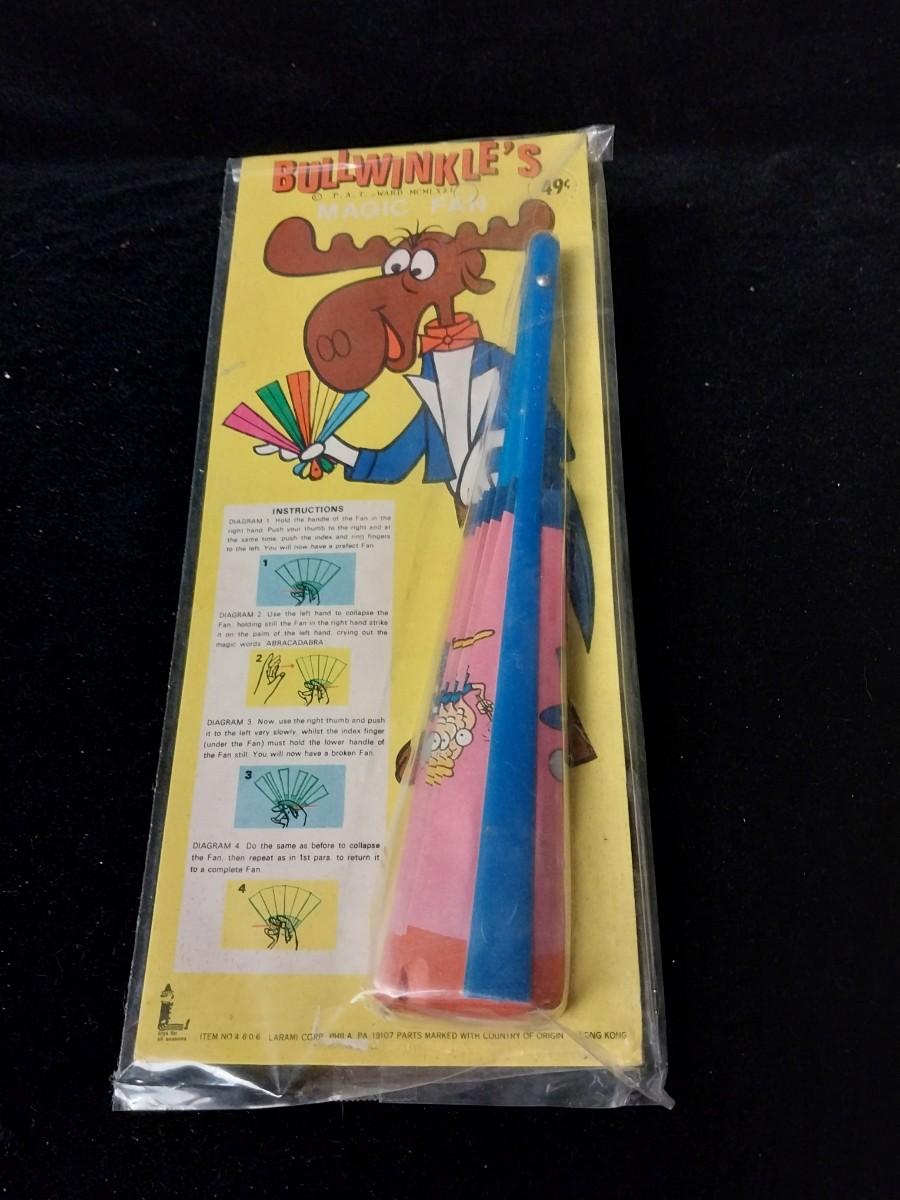 BULLWINKLE'S
49¢
© P.A.T. WARD
MAGIC FAN
INSTRUCTIONS
DIAGRAM 1. Hold the handle of the Fan in the
right hand. Push your thumb to the right and at
the same time, push the index and ring fingers
to the left. You will now have a prefect Fan
1
DIAGRAM 2. Use the left hand to collapse the
Fan, holding still the Fan in the right hand strike
it on the palm of the left hand, crying out the
magic words 'ABRACADABRA'
2
DIAGRAM 3. Now, use the right thumb and push
it to the left very slowly, whilst the index finger
(under the Fan) must hold the lower handle of
the Fan still. You will now have a broken Fan.
3
DIAGRAM 4. Do the same as before to collapse
the Fan, then repeat as in 1st para. to return it
to a complete Fan.
4
toys for
all seasons
ITEM NO 4606 LARAMI CORP. PHILA. PA. 19107 PARTS MARKED WITH COUNTRY OF ORIGIN ONG KONG